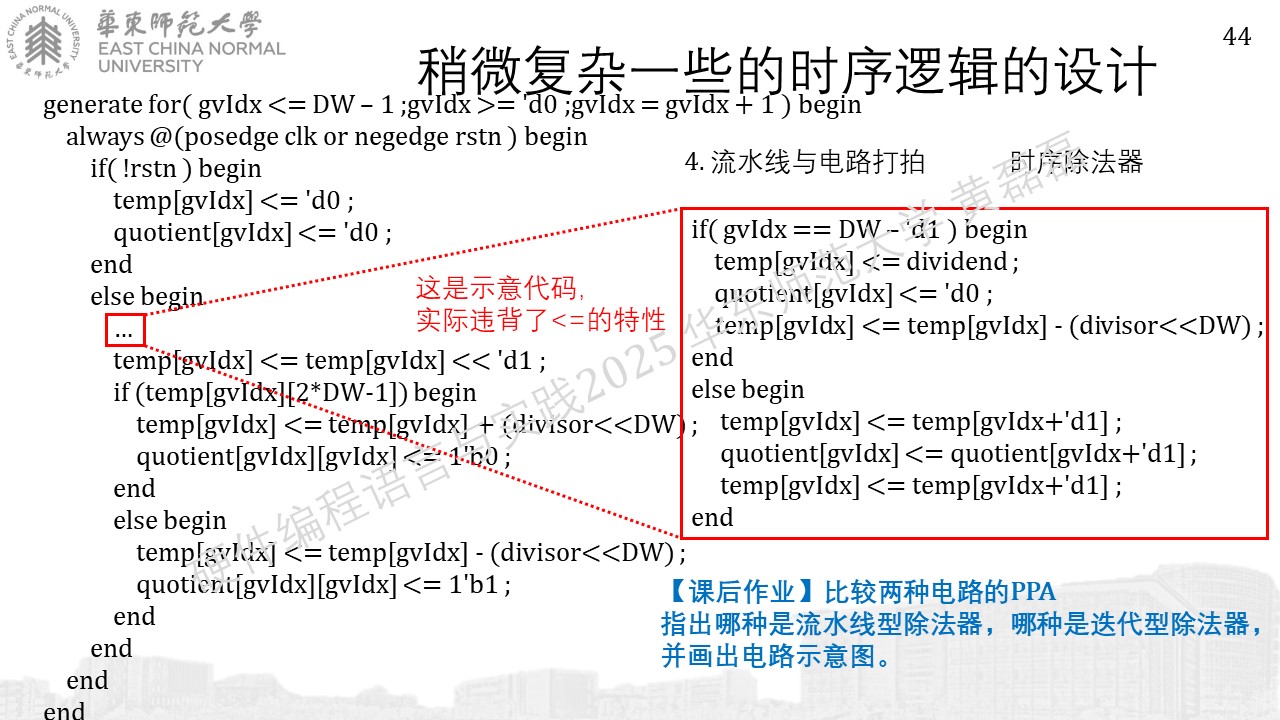 EAST CHINA NORMAL UNIVERSITY
華東師範大學
華東師範大學
EAST CHINA NORMAL
UNIVERSITY
44
稍微复杂一些的时序逻辑的设计
generate for( gvIdx <= DW – 1 ;gvIdx >= 'd0 ;gvIdx = gvIdx + 1 ) begin
always @(posedge clk or negedge rstn ) begin
if( !rstn ) begin
temp[gvIdx] <= 'd0 ;
quotient[gvIdx] <= 'd0 ;
end
else begin
...
temp[gvIdx] <= temp[gvIdx] << 'd1 ;
if (temp[gvIdx][2*DW-1]) begin
temp[gvIdx] <= temp[gvIdx] + (divisor<<DW) ;
quotient[gvIdx][gvIdx] <= 1'b0 ;
end
else begin
temp[gvIdx] <= temp[gvIdx] - (divisor<<DW) ;
quotient[gvIdx][gvIdx] <= 1'b1 ;
end
end
end
end
这是示意代码,
实际违背了<=的特性
4. 流水线与电路打拍 时序除法器
if( gvIdx == DW – 'd1 ) begin
temp[gvIdx] <= dividend ;
quotient[gvIdx] <= 'd0 ;
temp[gvIdx] <= temp[gvIdx] - (divisor<<DW) ;
end
else begin
temp[gvIdx] <= temp[gvIdx+'d1] ;
quotient[gvIdx] <= quotient[gvIdx+'d1] ;
temp[gvIdx] <= temp[gvIdx+'d1] ;
end
【课后作业】比较两种电路的PPA
指出哪种是流水线型除法器，哪种是迭代型除法器，
并画出电路示意图。
硬件编程语言与实践2025 华东师范大学 黄磊磊